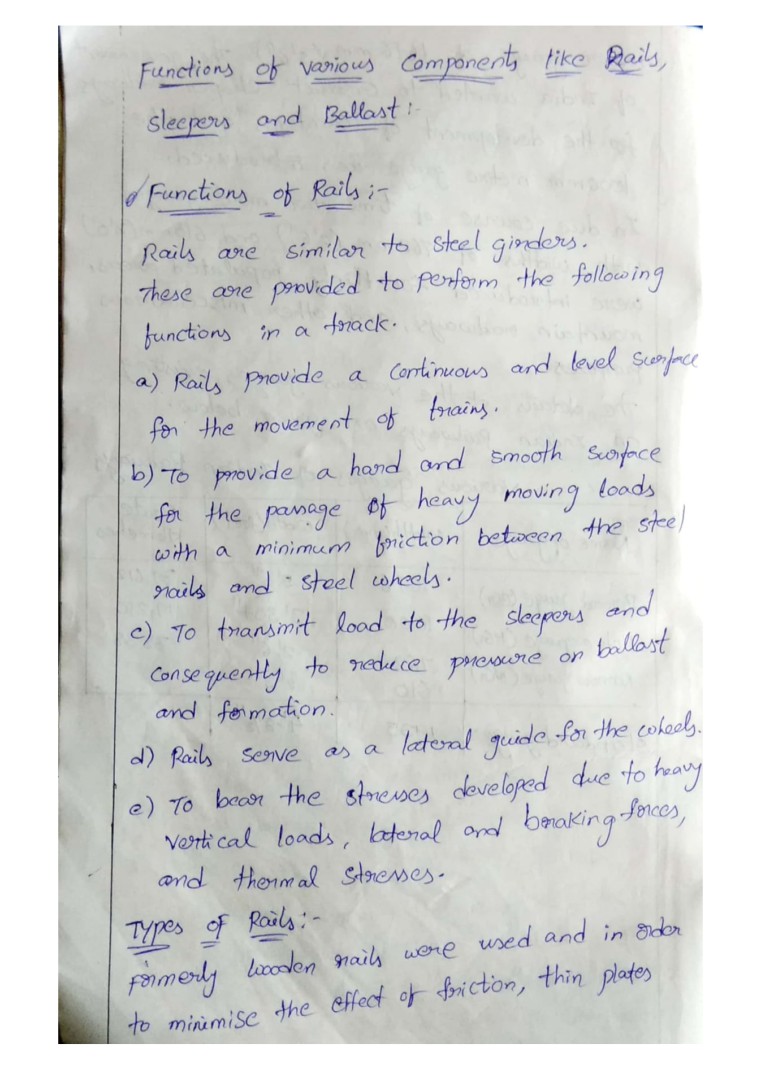 Functions of various Components like Rails,
Sleepers and Ballast :-
Functions of Rails :-
Rails are similar to steel girders.
These are provided to perform the following
functions in a track.
a) Rails provide a continuous and level surface
for the movement of trains.
b) To provide a hard and smooth surface
for the passage of heavy moving loads
with a minimum friction between the steel
rails and steel wheels.
c) To transmit load to the sleepers and
consequently to reduce pressure on ballast
and formation.
d) Rails serve as a lateral guide for the wheels.
e) To bear the stresses developed due to heavy
vertical loads, lateral and braking forces,
and thermal stresses.
Types of Rails :-
Formerly wooden rails were used and in order
to minimise the effect of friction, thin plates